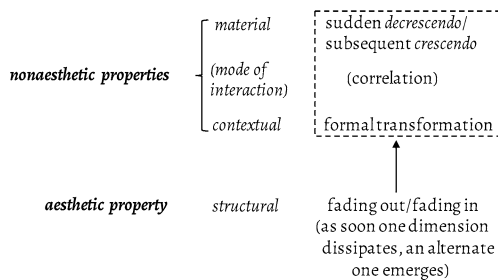 material sudden decrescendo/
subsequent crescendo
nonaesthetic properties (mode of
interaction) (correlation)
contextual formal transformation
aesthetic property structural fading out/fading in
(as soon one dimension
dissipates, an alternate
one emerges)